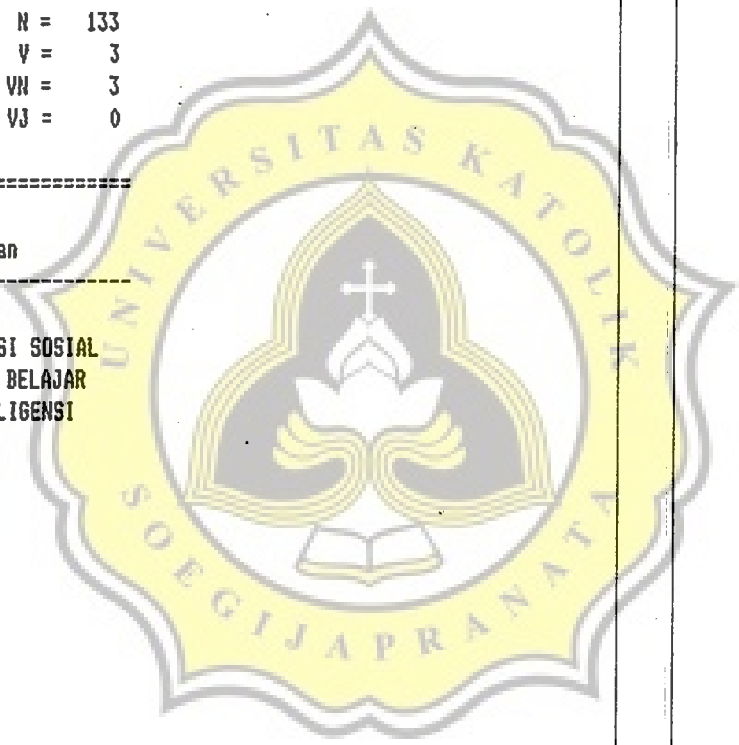 N = 133
V = 3
VN = 3
VJ = 0
============
an
------------
SI SOSIAL
BELAJAR
LIGENSI
UNIVERSITAS KATOLIK
SOEGIJAPRANATA